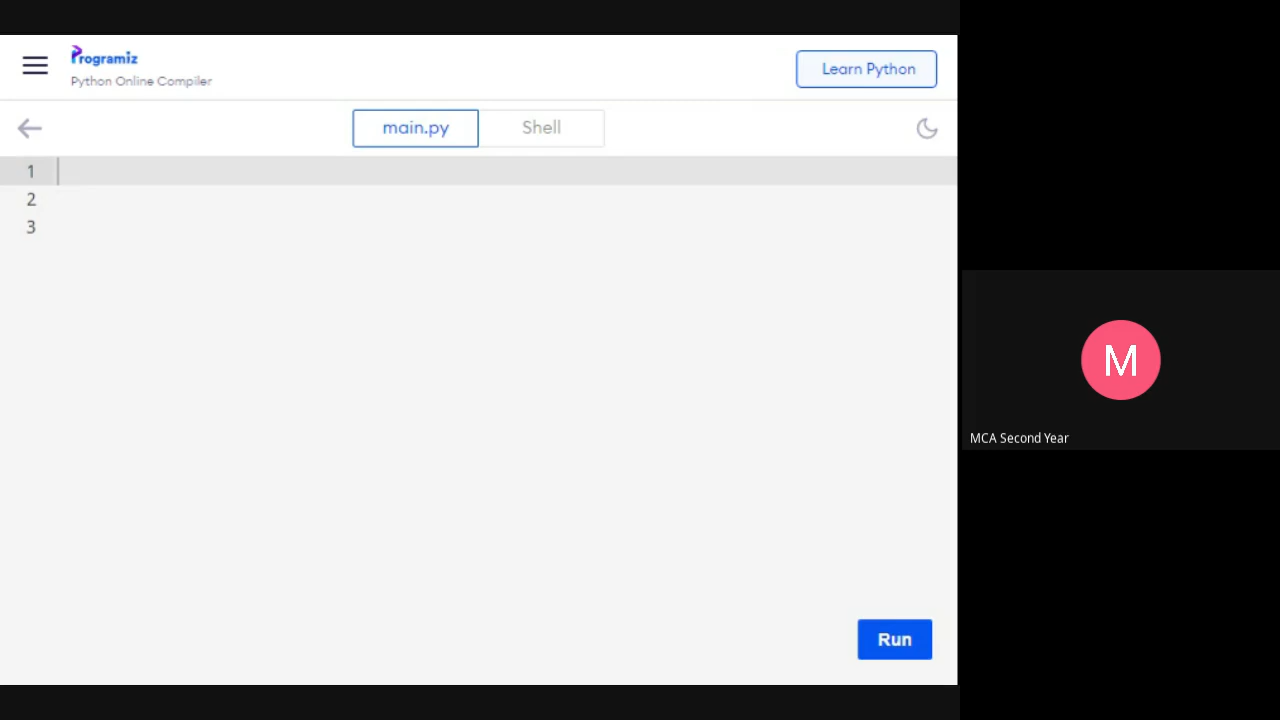 Programiz
Python Online Compiler
Learn Python
main.py
Shell
1
2
3
Run
M
MCA Second Year